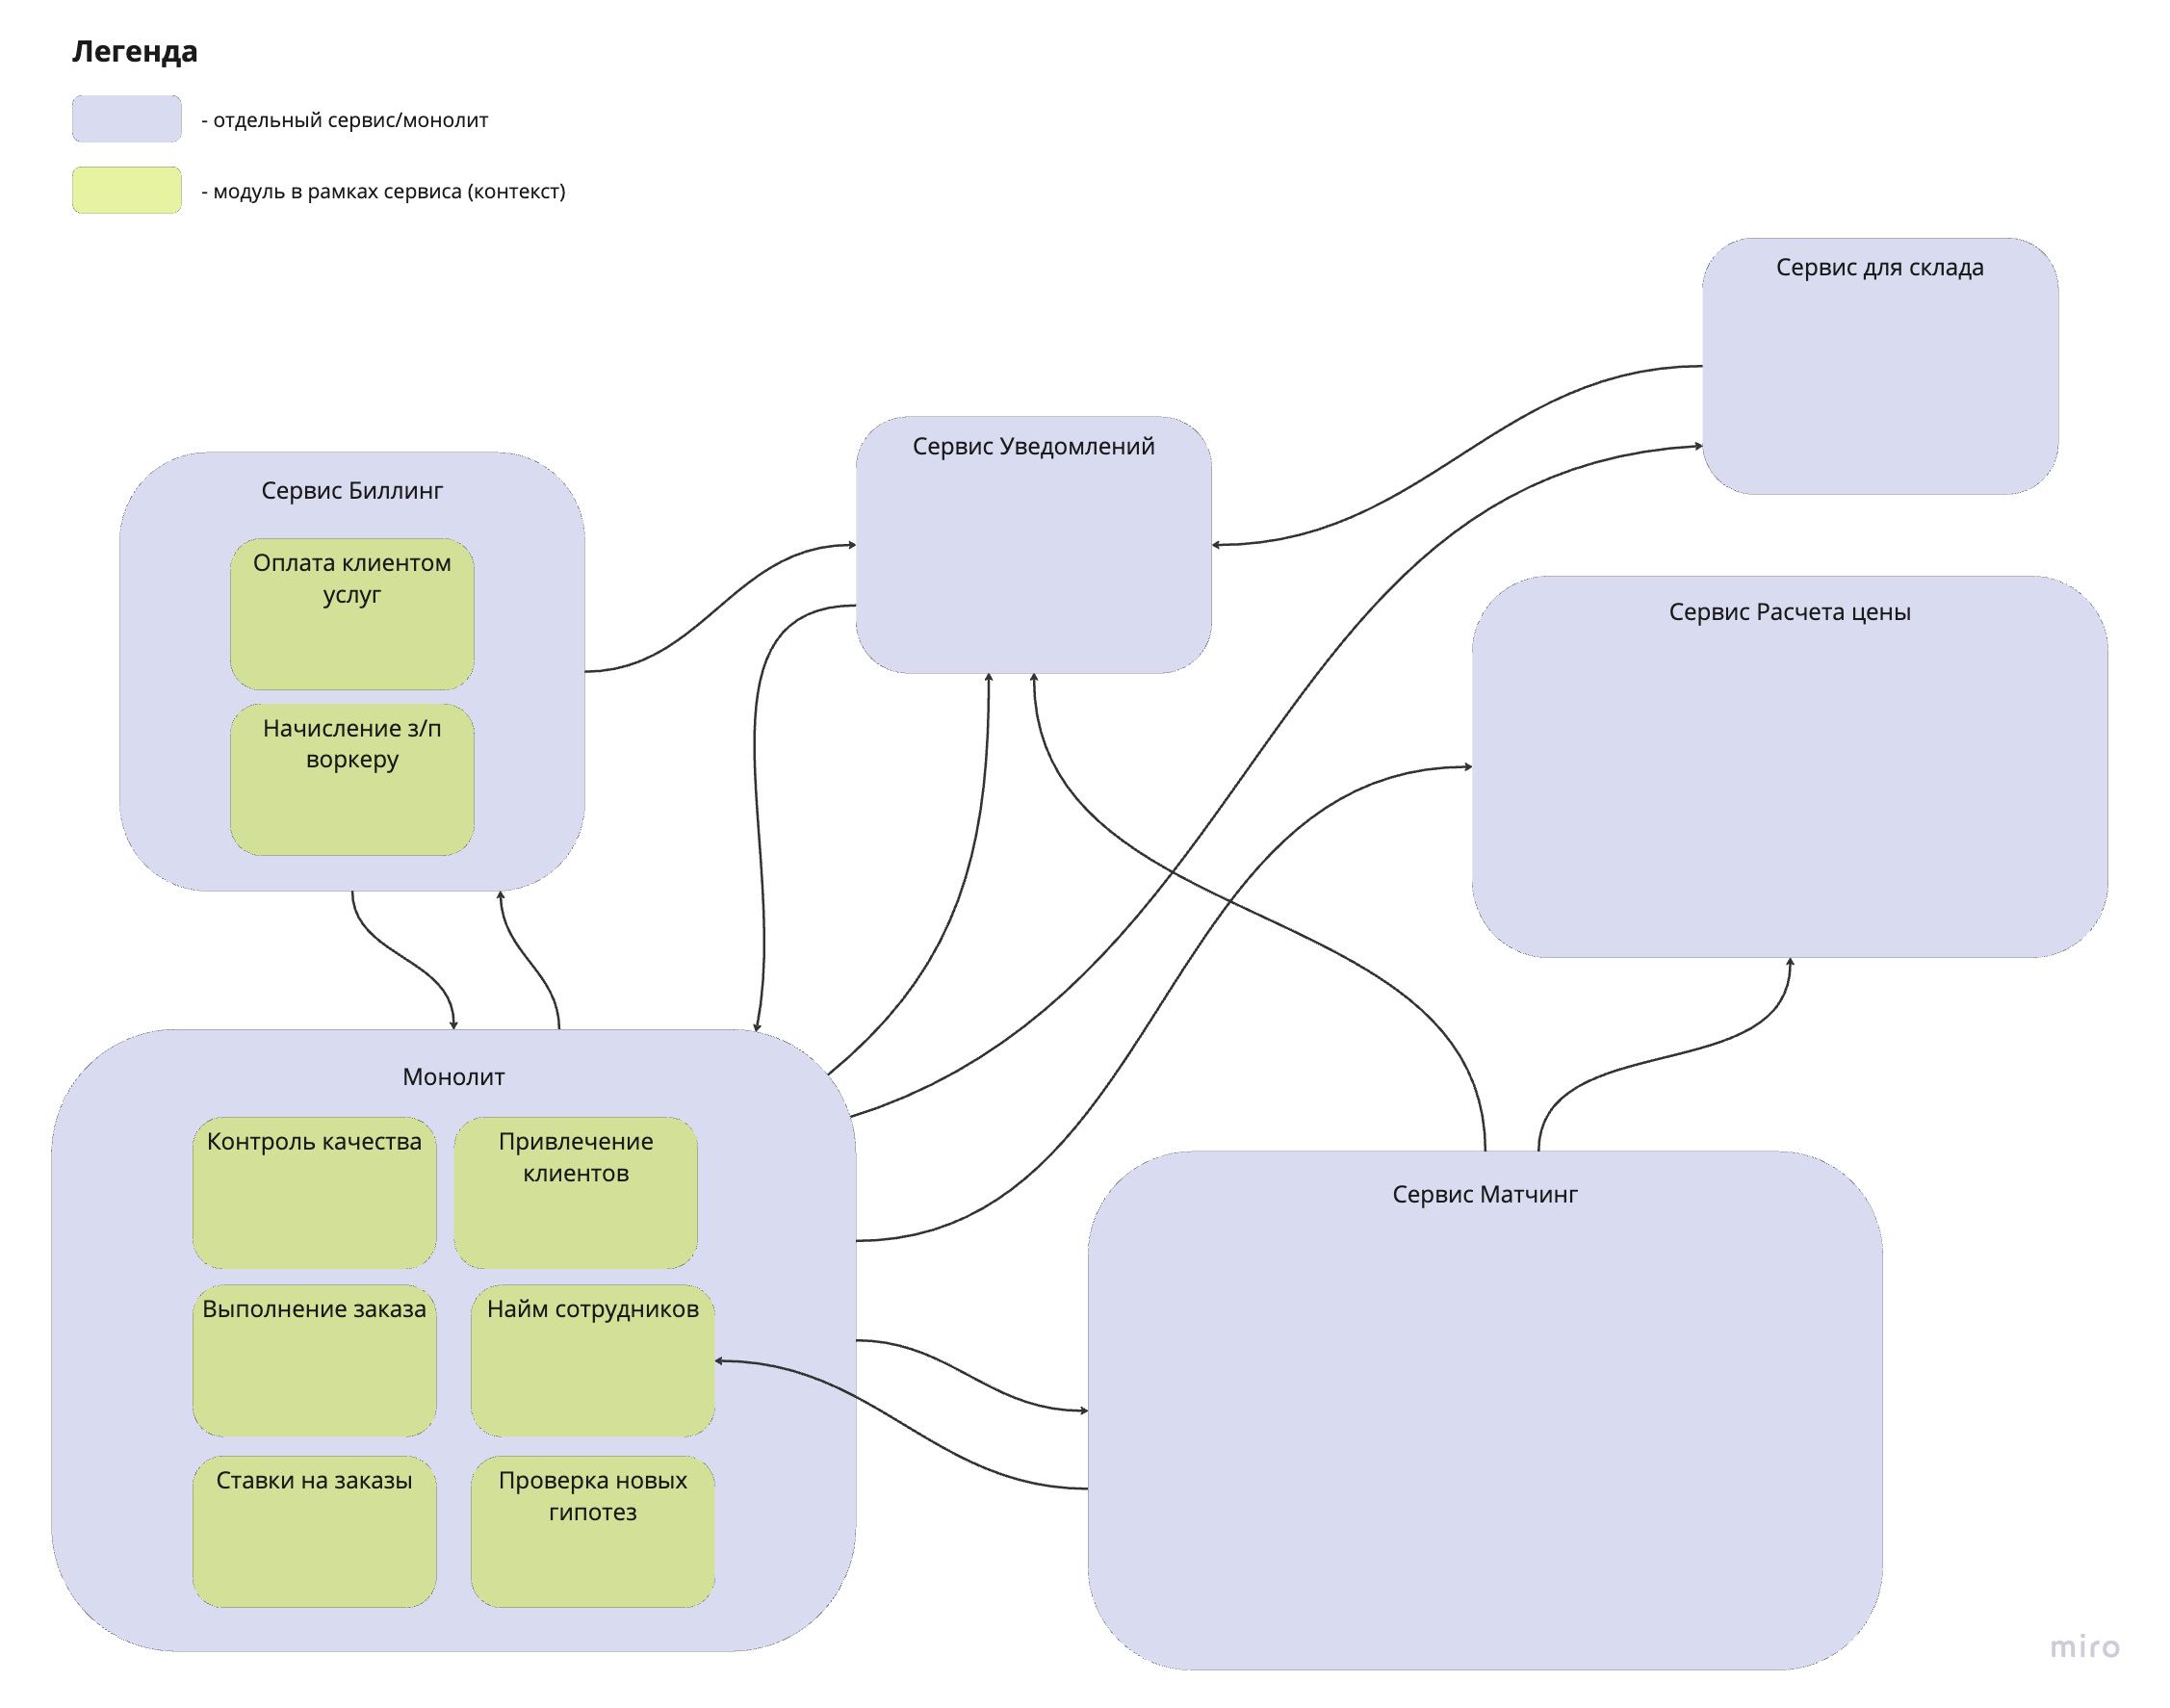 Легенда
- отдельный сервис/монолит
- модуль в рамках сервиса (контекст)
Сервис для склада
Сервис Уведомлений
Сервис Биллинг
Оплата клиентом
услуг
Начисление з/п
воркеру
Сервис Расчета цены
Монолит
Контроль качества
Привлечение
клиентов
Выполнение заказа
Найм сотрудников
Ставки на заказы
Проверка новых
гипотез
Сервис Матчинг
miro